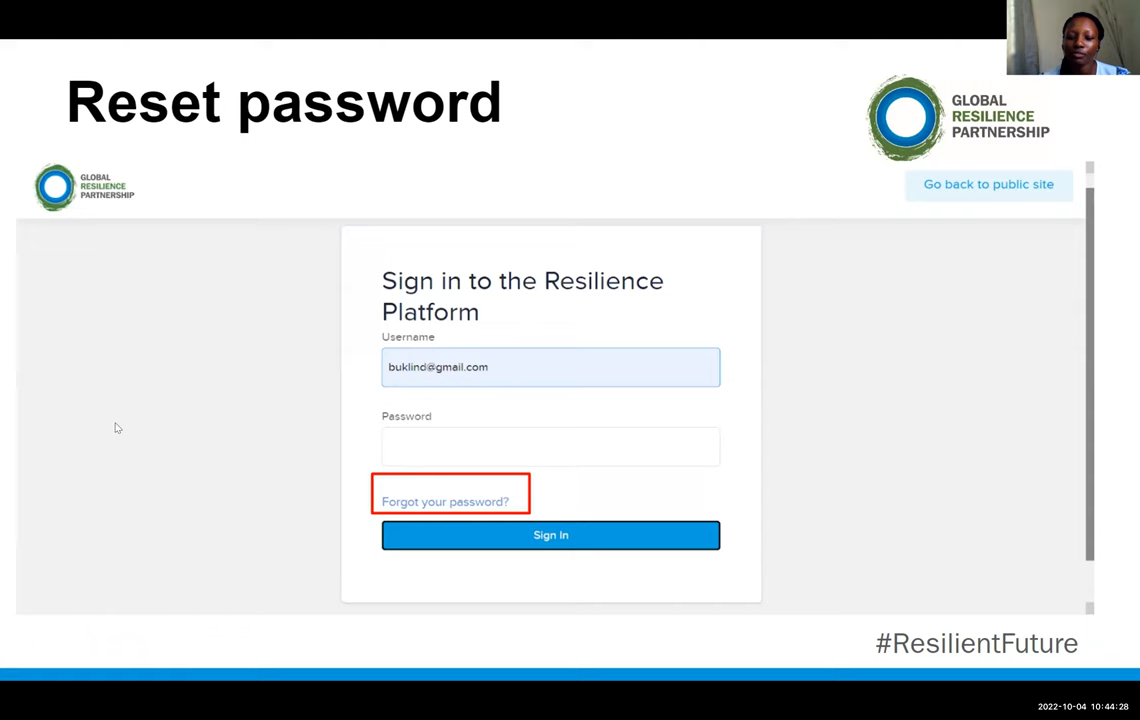 Reset password
GLOBAL
RESILIENCE
PARTNERSHIP
GLOBAL
RESILIENCE
PARTNERSHIP
Go back to public site
Sign in to the Resilience
Platform
Username
buklind@gmail.com
Password
Forgot your password?
Sign In
#ResilientFuture
2022-10-04 10:44:28